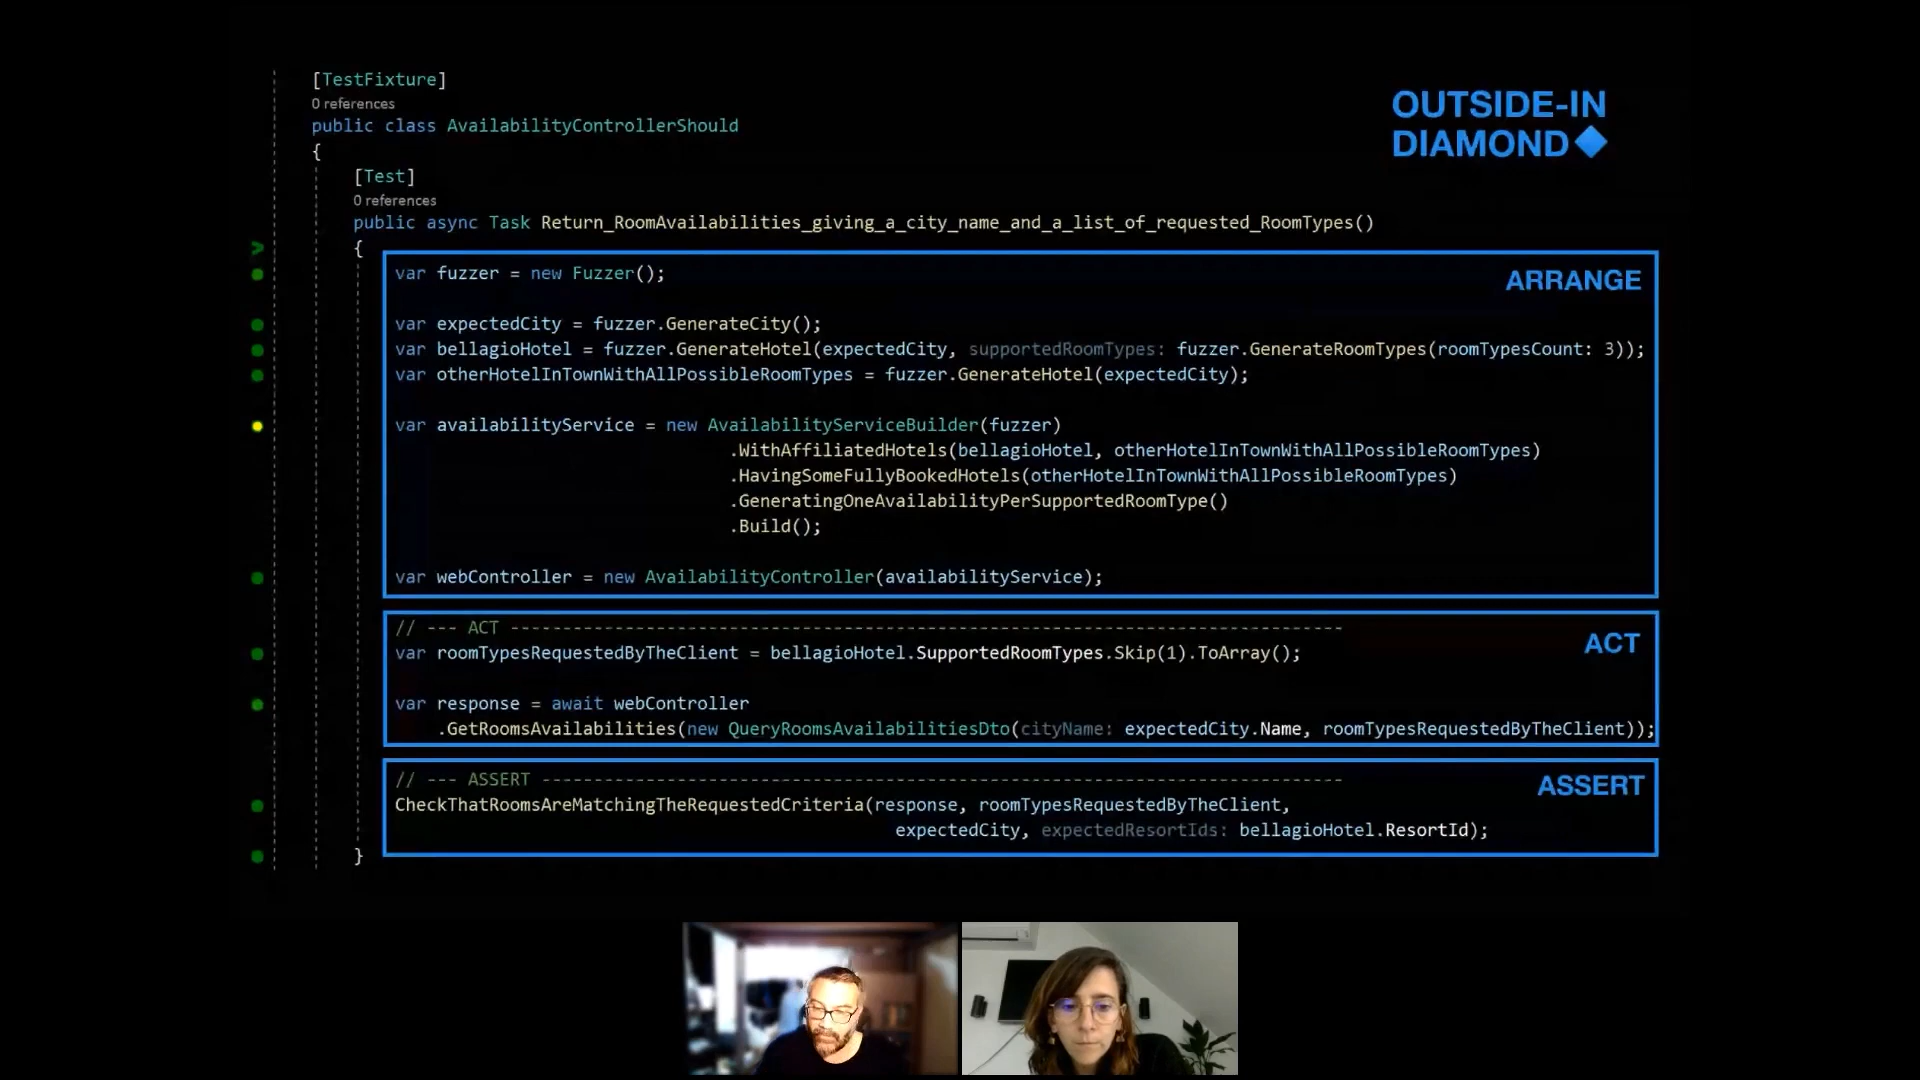 [TestFixture]
0 references
public class AvailabilityControllerShould
{
OUTSIDE-IN
DIAMOND
[Test]
0 references
public async Task Return_RoomAvailabilities_giving_a_city_name_and_a_list_of_requested_RoomTypes()
{
ARRANGE
var fuzzer = new Fuzzer();
var expectedCity = fuzzer.GenerateCity();
var bellagioHotel = fuzzer.GenerateHotel(expectedCity, supportedRoomTypes: fuzzer.GenerateRoomTypes(roomTypesCount: 3));
var otherHotelInTownWithAllPossibleRoomTypes = fuzzer.GenerateHotel(expectedCity);
var availabilityService = new AvailabilityServiceBuilder(fuzzer)
.WithAffiliatedHotels(bellagioHotel, otherHotelInTownWithAllPossibleRoomTypes)
.HavingSomeFullyBookedHotels(otherHotelInTownWithAllPossibleRoomTypes)
.GeneratingOneAvailabilityPerSupportedRoomType()
.Build();
var webController = new AvailabilityController(availabilityService);
// --- ACT --------------------------------------------------------------------------------
ACT
var roomTypesRequestedByTheClient = bellagioHotel.SupportedRoomTypes.Skip(1).ToArray();
var response = await webController
.GetRoomsAvailabilities(new QueryRoomsAvailabilitiesDto(cityName: expectedCity.Name, roomTypesRequestedByTheClient));
// --- ASSERT -----------------------------------------------------------------------------
ASSERT
CheckThatRoomsAreMatchingTheRequestedCriteria(response, roomTypesRequestedByTheClient,
expectedCity, expectedResortIds: bellagioHotel.ResortId);
}